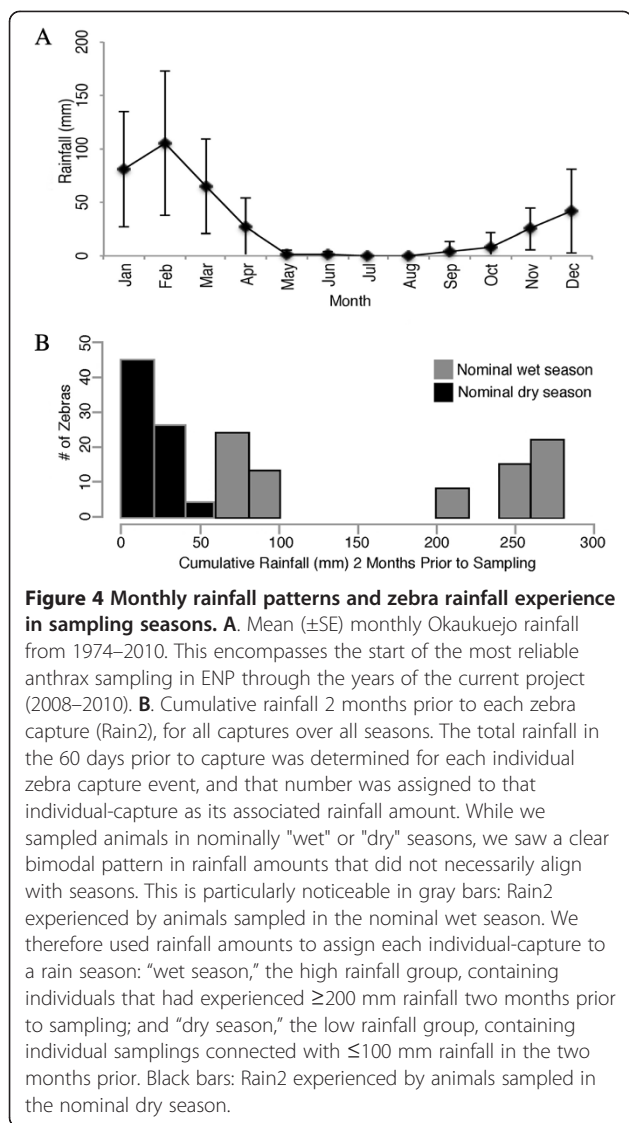 A
200
150
100
50
0
Rainfall (mm)
Jan
Feb
Mar
Apr
May
Jun
Jul
Aug
Sep
Oct
Nov
Dec
Month
B
50
40
30
20
10
0
# of Zebras
Nominal wet season
Nominal dry season
0 50 100 150 200 250 300
Cumulative Rainfall (mm) 2 Months Prior to Sampling
Figure 4 Monthly rainfall patterns and zebra rainfall experience
in sampling seasons. A. Mean (±SE) monthly Okaukuejo rainfall
from 1974–2010. This encompasses the start of the most reliable
anthrax sampling in ENP through the years of the current project
(2008–2010). B. Cumulative rainfall 2 months prior to each zebra
capture (Rain2), for all captures over all seasons. The total rainfall in
the 60 days prior to capture was determined for each individual
zebra capture event, and that number was assigned to that
individual-capture as its associated rainfall amount. While we
sampled animals in nominally "wet" or "dry" seasons, we saw a clear
bimodal pattern in rainfall amounts that did not necessarily align
with seasons. This is particularly noticeable in gray bars: Rain2
experienced by animals sampled in the nominal wet season. We
therefore used rainfall amounts to assign each individual-capture to
a rain season: “wet season,” the high rainfall group, containing
individuals that had experienced ≥200 mm rainfall two months prior
to sampling; and “dry season,” the low rainfall group, containing
individual samplings connected with ≤100 mm rainfall in the two
months prior. Black bars: Rain2 experienced by animals sampled in
the nominal dry season.